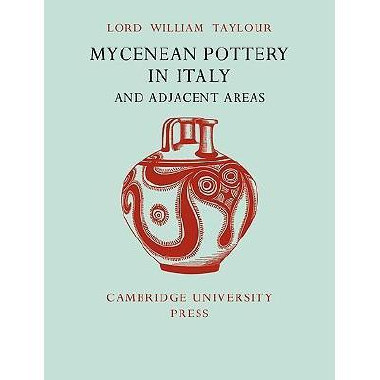 LORD WILLIAM TAYLOUR
MYCENEAN POTTERY
IN ITALY
AND ADJACENT AREAS
CAMBRIDGE UNIVERSITY
PRESS